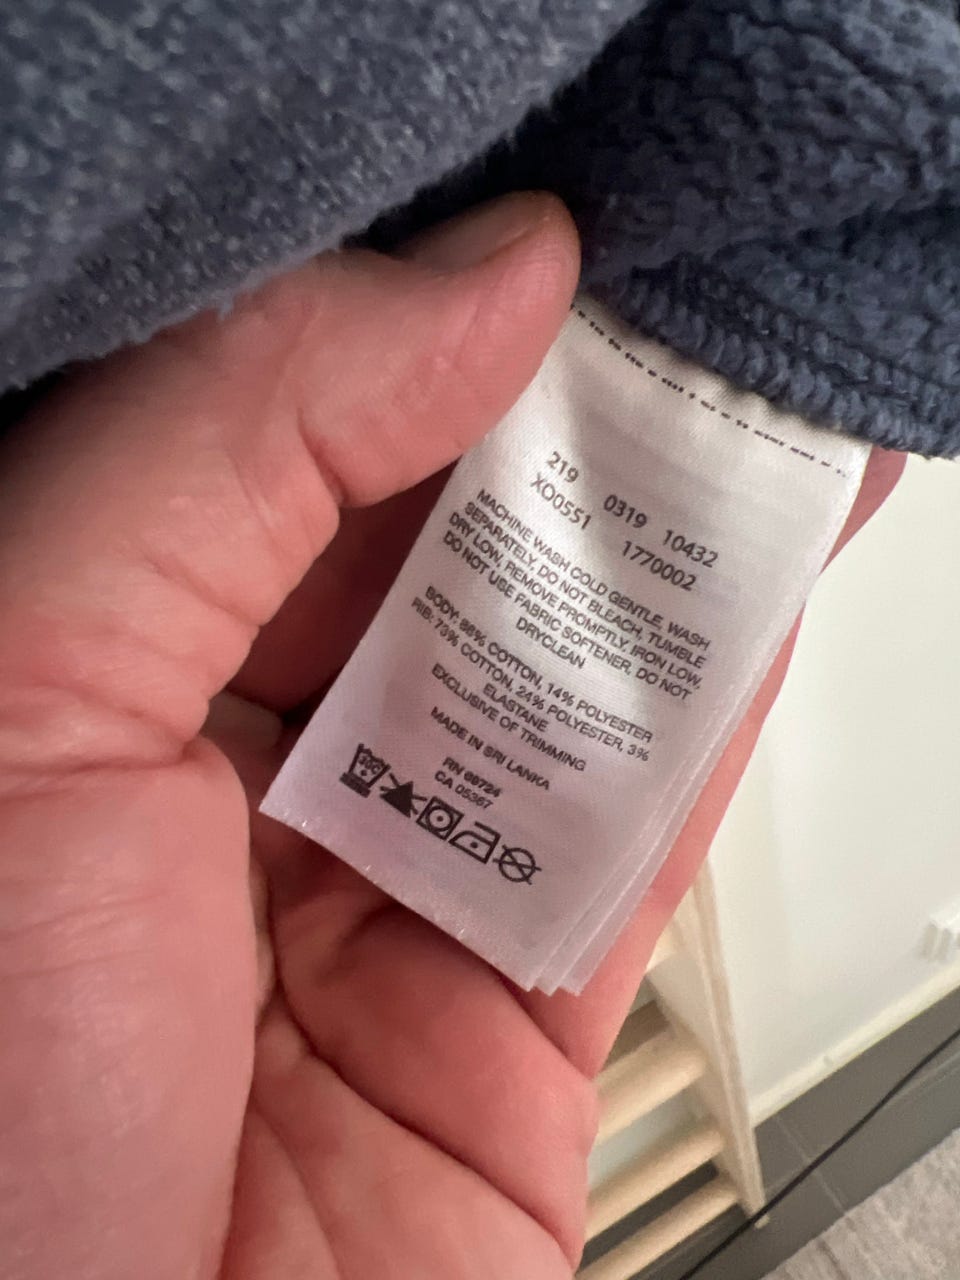 219 0319 10432
XO0551 1770002
MACHINE WASH COLD GENTLE, WASH
SEPARATELY, DO NOT BLEACH, TUMBLE
DRY LOW, REMOVE PROMPTLY, IRON LOW,
DO NOT USE FABRIC SOFTENER, DO NOT
DRYCLEAN
BODY: 86% COTTON, 14% POLYESTER
RIB: 73% COTTON, 24% POLYESTER, 3%
ELASTANE
EXCLUSIVE OF TRIMMING
MADE IN SRI LANKA
RN 69724
CA 05367